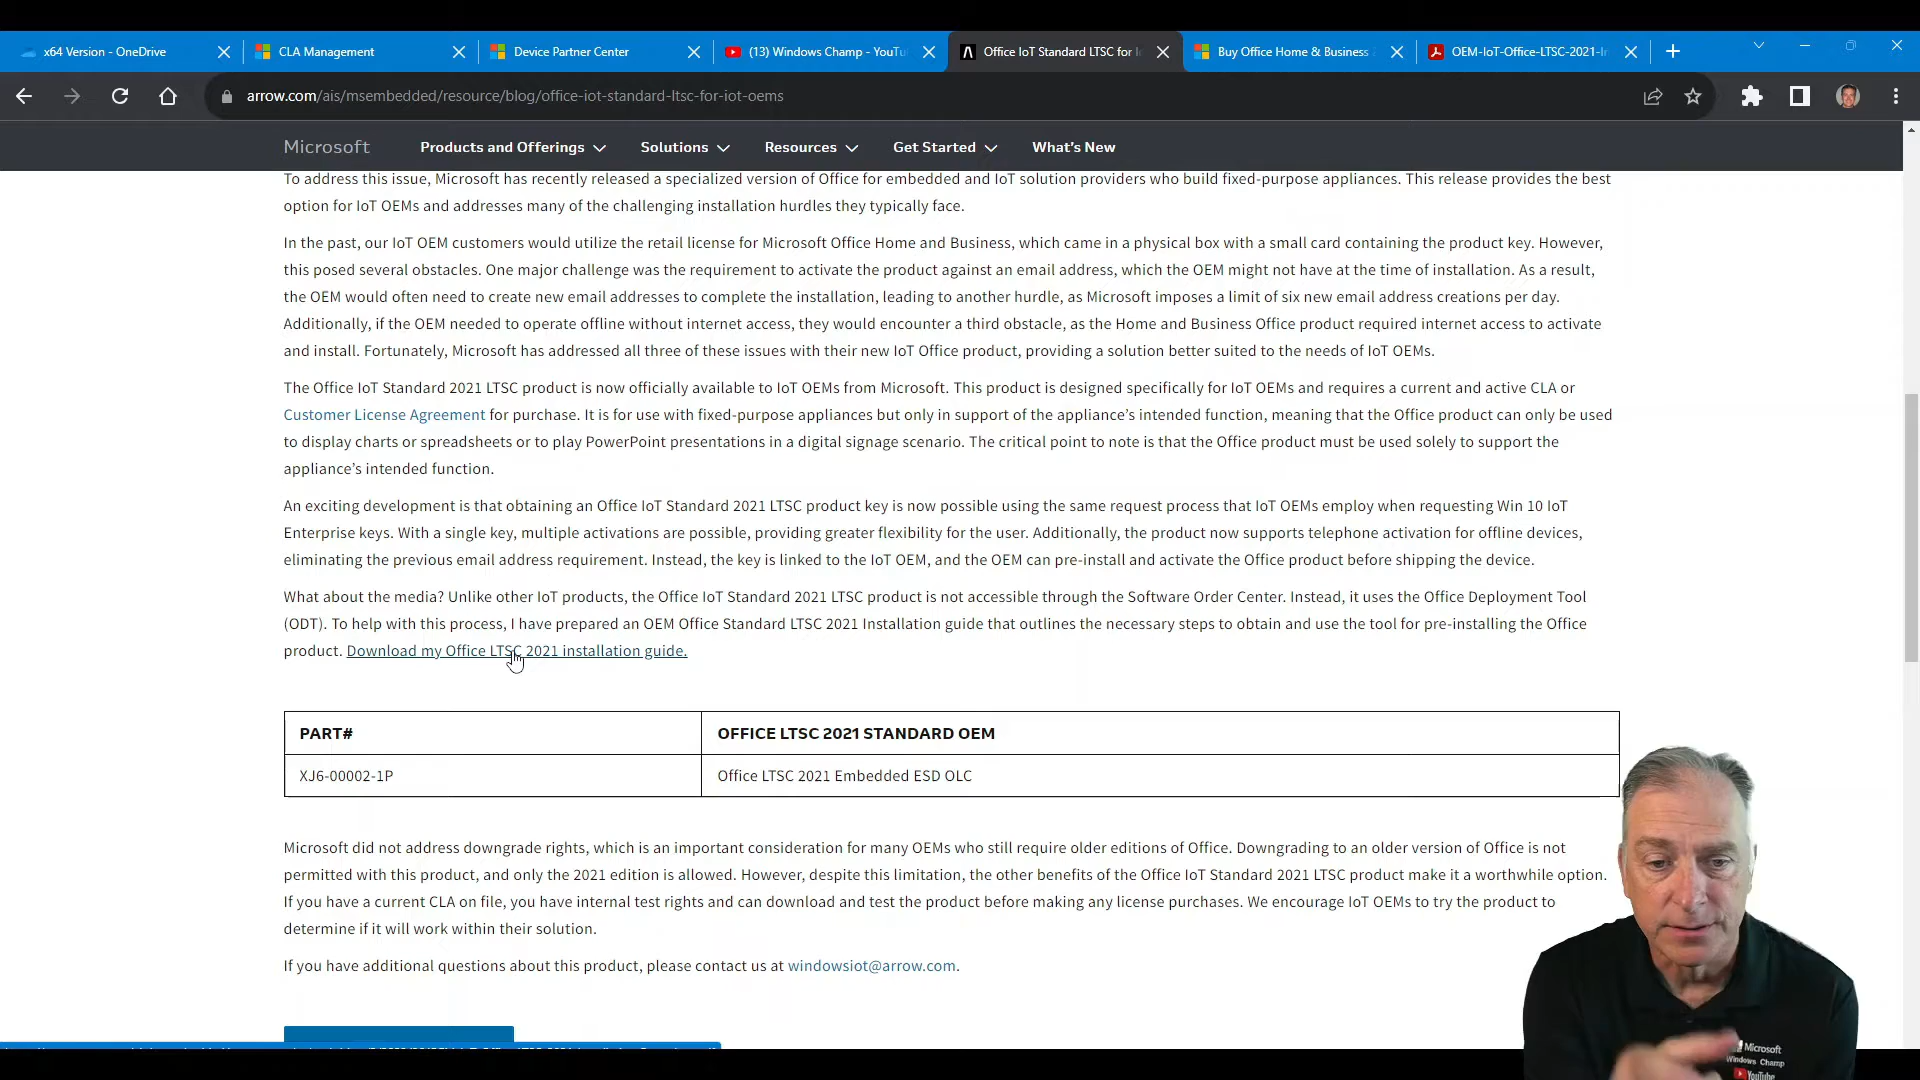 x64 Version - OneDrive
CLA Management
Device Partner Center
(13) Windows Champ - YouTu
Office IoT Standard LTSC for I
Buy Office Home & Business 2
OEM-IoT-Office-LTSC-2021-I
arrow.com/ais/msembedded/resource/blog/office-iot-standard-ltsc-for-iot-oems
Microsoft
Products and Offerings
Solutions
Resources
Get Started
What's New
To address this issue, Microsoft has recently released a specialized version of Office for embedded and IoT solution providers who build fixed-purpose appliances. This release provides the best
option for IoT OEMs and addresses many of the challenging installation hurdles they typically face.
In the past, our IoT OEM customers would utilize the retail license for Microsoft Office Home and Business, which came in a physical box with a small card containing the product key. However,
this posed several obstacles. One major challenge was the requirement to activate the product against an email address, which the OEM might not have at the time of installation. As a result,
the OEM would often need to create new email addresses to complete the installation, leading to another hurdle, as Microsoft imposes a limit of six new email address creations per day.
Additionally, if the OEM needed to operate offline without internet access, they would encounter a third obstacle, as the Home and Business Office product required internet access to activate
and install. Fortunately, Microsoft has addressed all three of these issues with their new IoT Office product, providing a solution better suited to the needs of IoT OEMs.
The Office IoT Standard 2021 LTSC product is now officially available to IoT OEMs from Microsoft. This product is designed specifically for IoT OEMs and requires a current and active CLA or
Customer License Agreement for purchase. It is for use with fixed-purpose appliances but only in support of the appliance's intended function, meaning that the Office product can only be used
to display charts or spreadsheets or to play PowerPoint presentations in a digital signage scenario. The critical point to note is that the Office product must be used solely to support the
appliance's intended function.
An exciting development is that obtaining an Office IoT Standard 2021 LTSC product key is now possible using the same request process that IoT OEMs employ when requesting Win 10 IoT
Enterprise keys. With a single key, multiple activations are possible, providing greater flexibility for the user. Additionally, the product now supports telephone activation for offline devices,
eliminating the previous email address requirement. Instead, the key is linked to the IoT OEM, and the OEM can pre-install and activate the Office product before shipping the device.
What about the media? Unlike other IoT products, the Office IoT Standard 2021 LTSC product is not accessible through the Software Order Center. Instead, it uses the Office Deployment Tool
(ODT). To help with this process, I have prepared an OEM Office Standard LTSC 2021 Installation guide that outlines the necessary steps to obtain and use the tool for pre-installing the Office
product. Download my Office LTSC 2021 installation guide.
PART#
OFFICE LTSC 2021 STANDARD OEM
XJ6-00002-1P
Office LTSC 2021 Embedded ESD OLC
Microsoft did not address downgrade rights, which is an important consideration for many OEMs who still require older editions of Office. Downgrading to an older version of Office is not
permitted with this product, and only the 2021 edition is allowed. However, despite this limitation, the other benefits of the Office IoT Standard 2021 LTSC product make it a worthwhile option.
If you have a current CLA on file, you have internal test rights and can download and test the product before making any license purchases. We encourage IoT OEMs to try the product to
determine if it will work within their solution.
If you have additional questions about this product, please contact us at windowsiot@arrow.com.
Microsoft
Windows Champ
YouTube